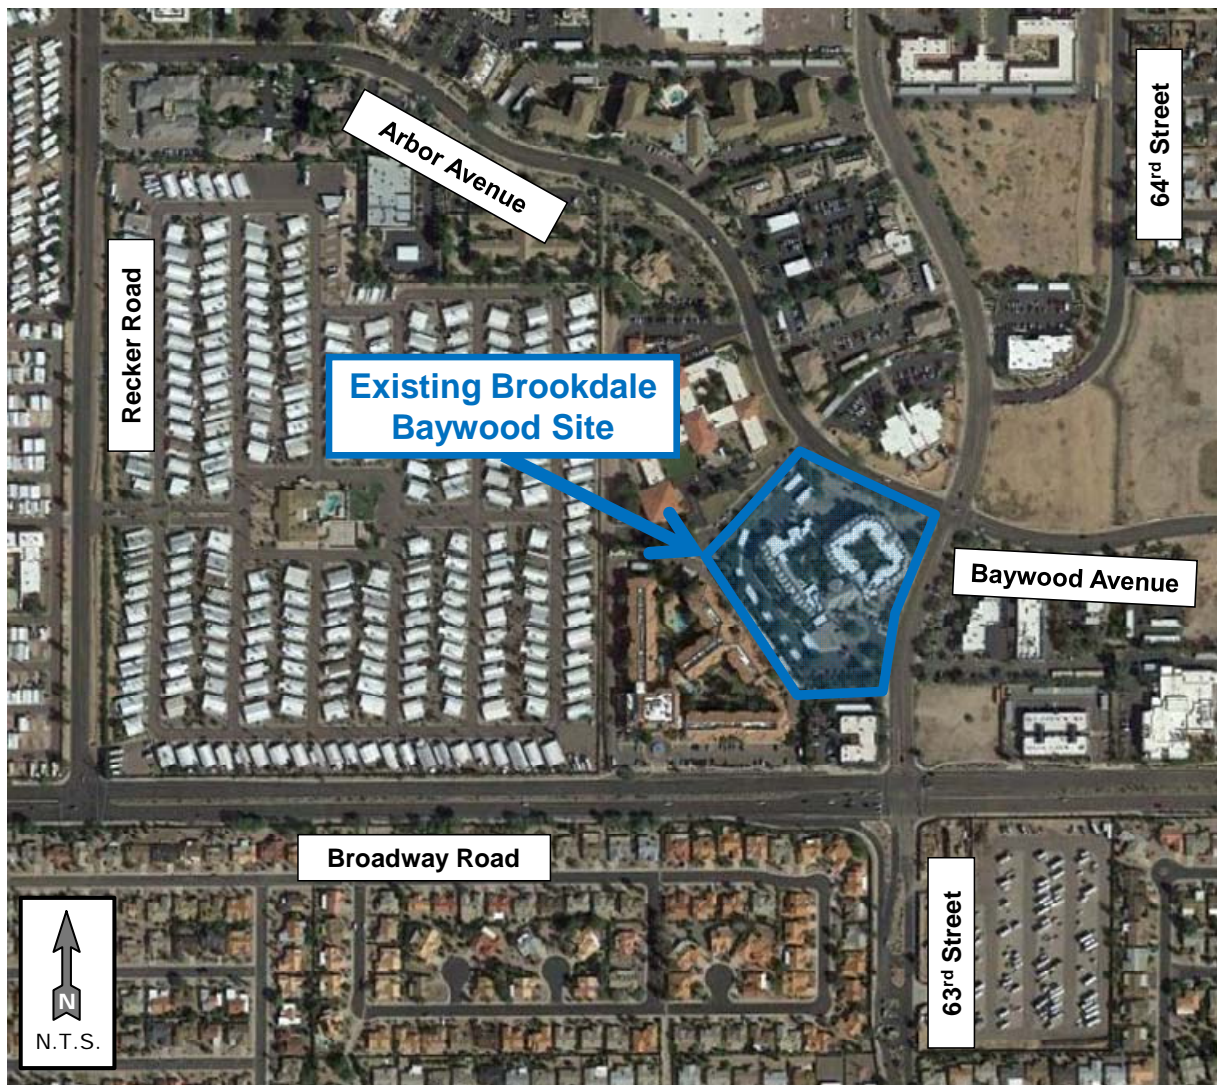 64rd Street
Arbor Avenue
Recker Road
Existing Brookdale
Baywood Site
Baywood Avenue
Broadway Road
63rd Street
N
N.T.S.